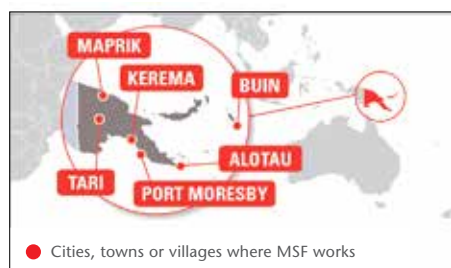 MAPRIK
KEREMA
BUIN
ALOTAU
TARI
PORT MORESBY
Cities, towns or villages where MSF works